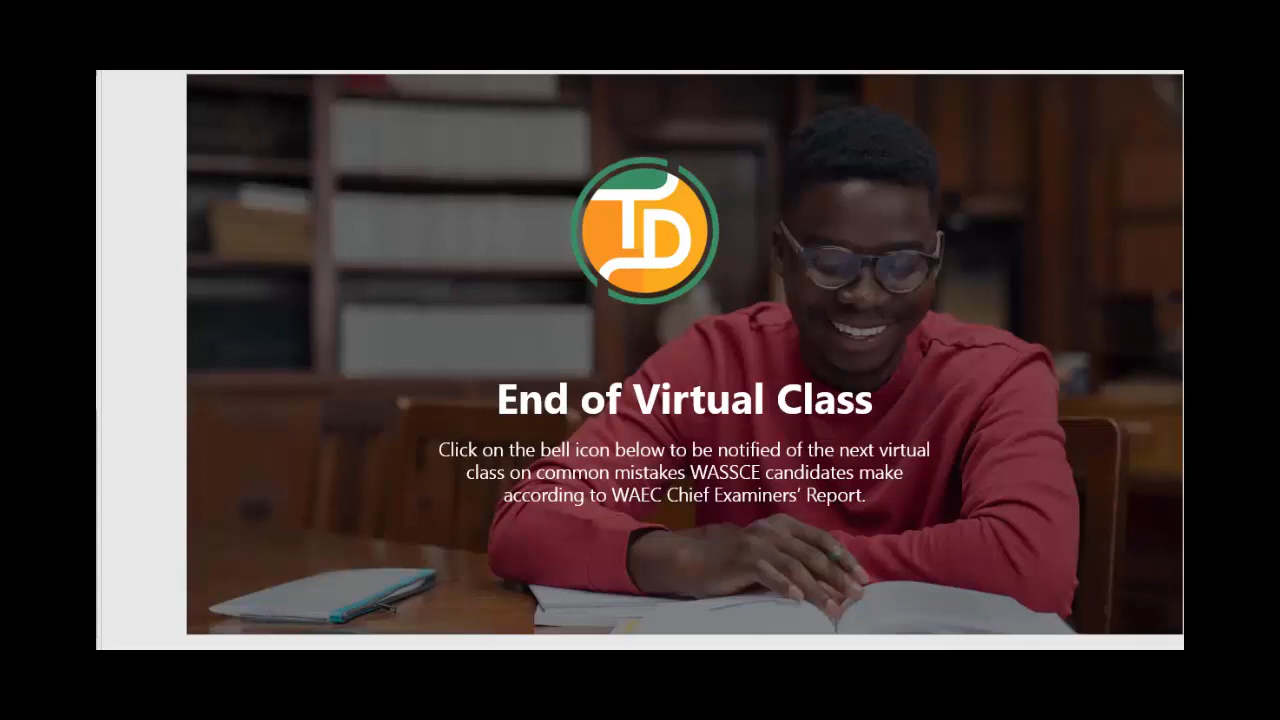 TD
End of Virtual Class
Click on the bell icon below to be notified of the next virtual
class on common mistakes WASSCE candidates make
according to WAEC Chief Examiners’ Report.